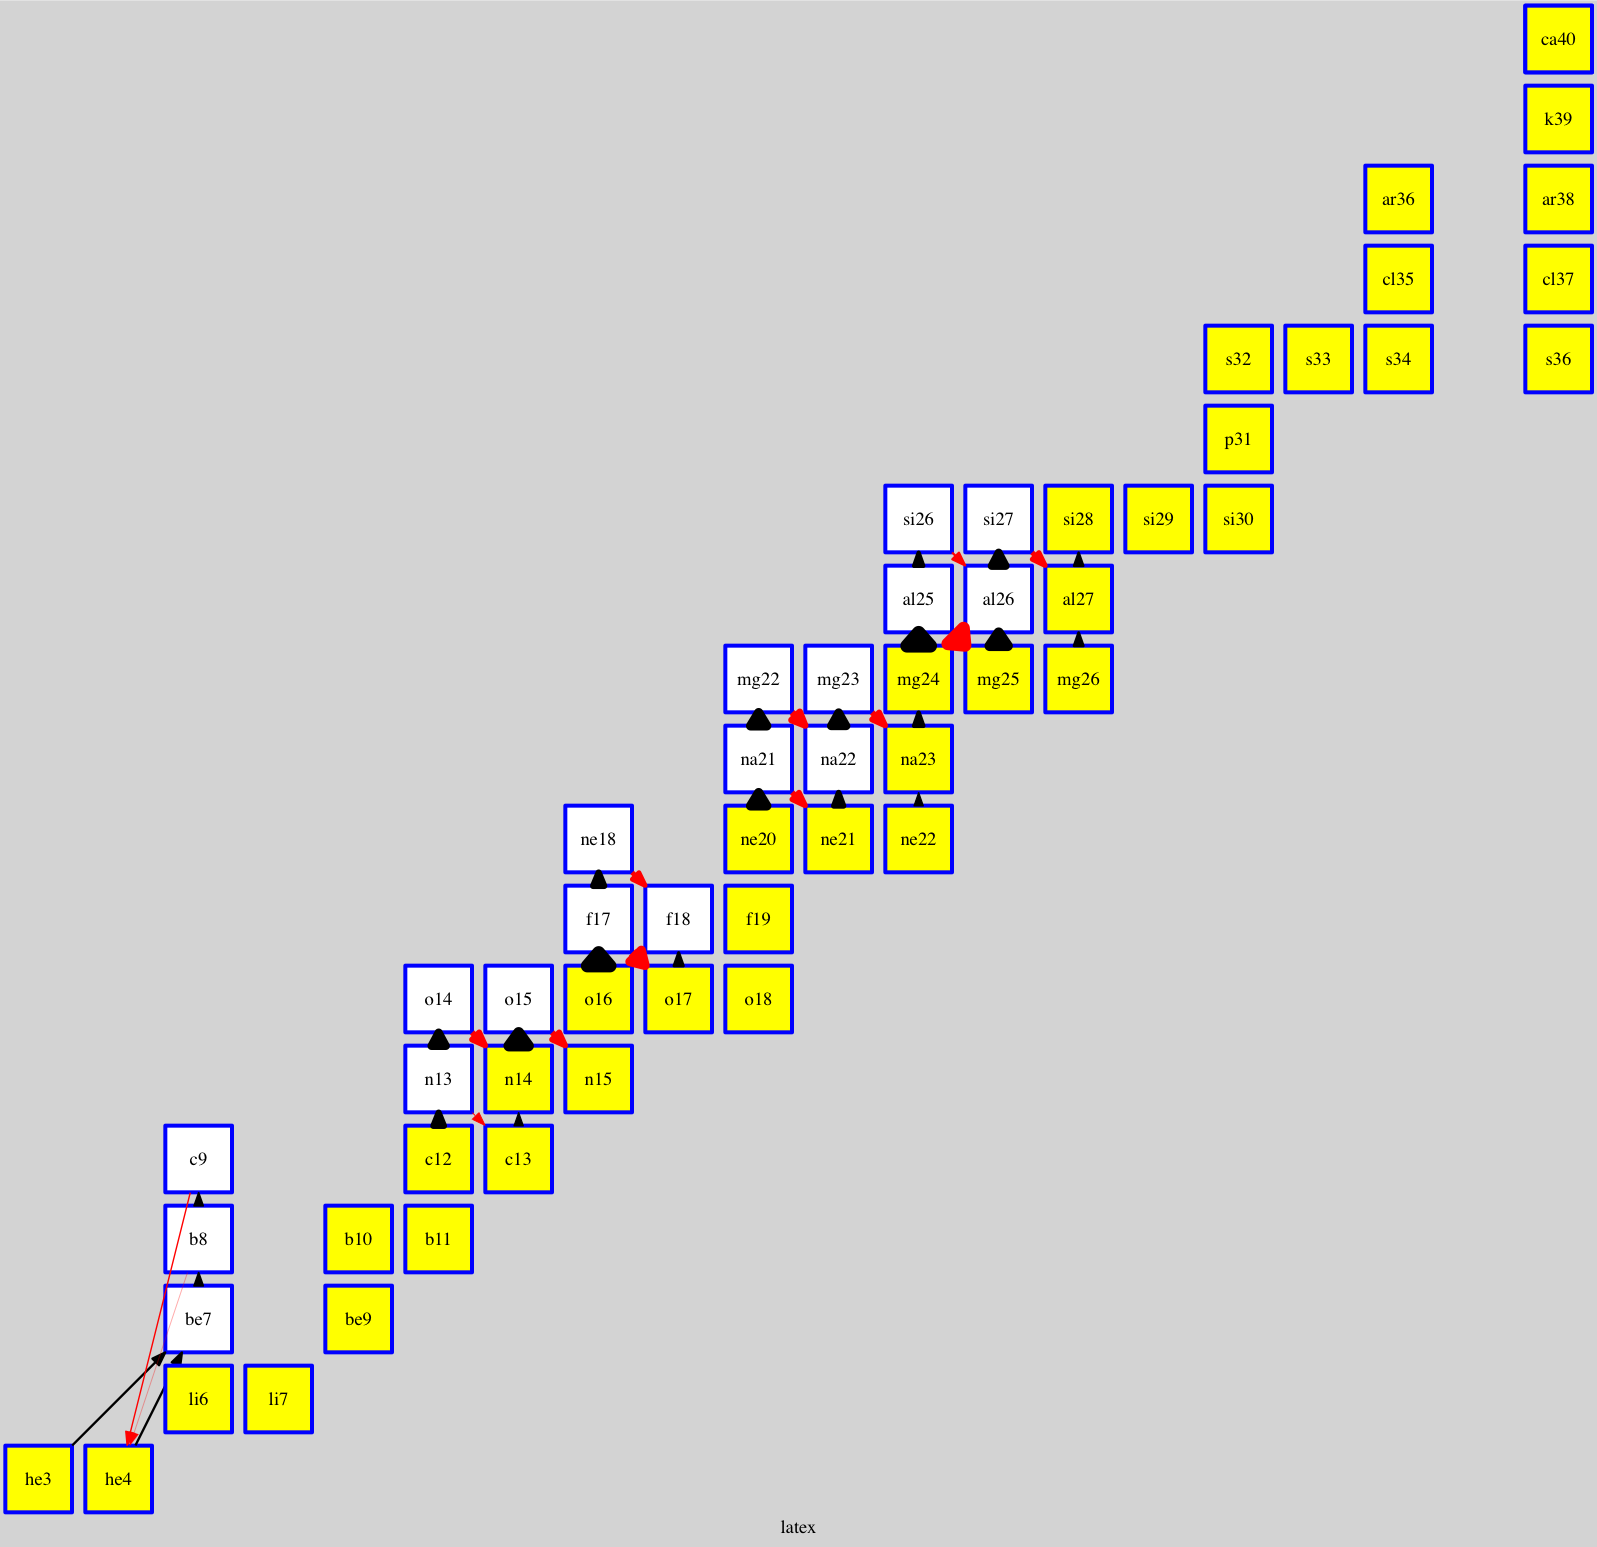 ca40
k39
ar36 ar38
cl35 cl37
s32 s33 s34 s36
p31
si26 si27 si28 si29 si30
al25 al26 al27
mg22 mg23 mg24 mg25 mg26
na21 na22 na23
ne18 ne20 ne21 ne22
f17 f18 f19
o14 o15 o16 o17 o18
n13 n14 n15
c9 c12 c13
b8 b10 b11
be7 be9
li6 li7
he3 he4
latex